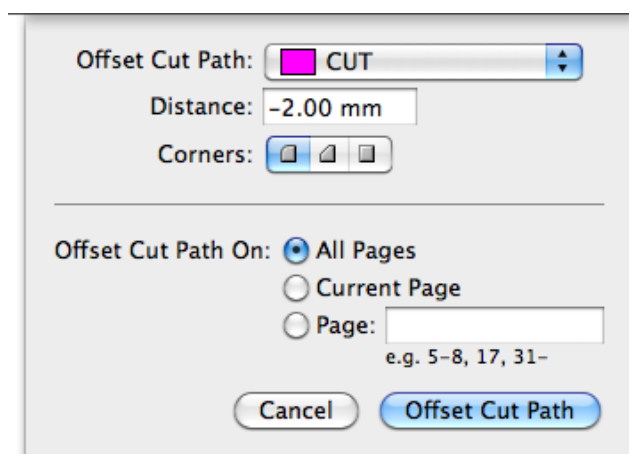 Offset Cut Path: CUT
Distance: -2.00 mm
Corners:
Offset Cut Path On: All Pages
Current Page
Page:
e.g. 5-8, 17, 31-
Cancel Offset Cut Path